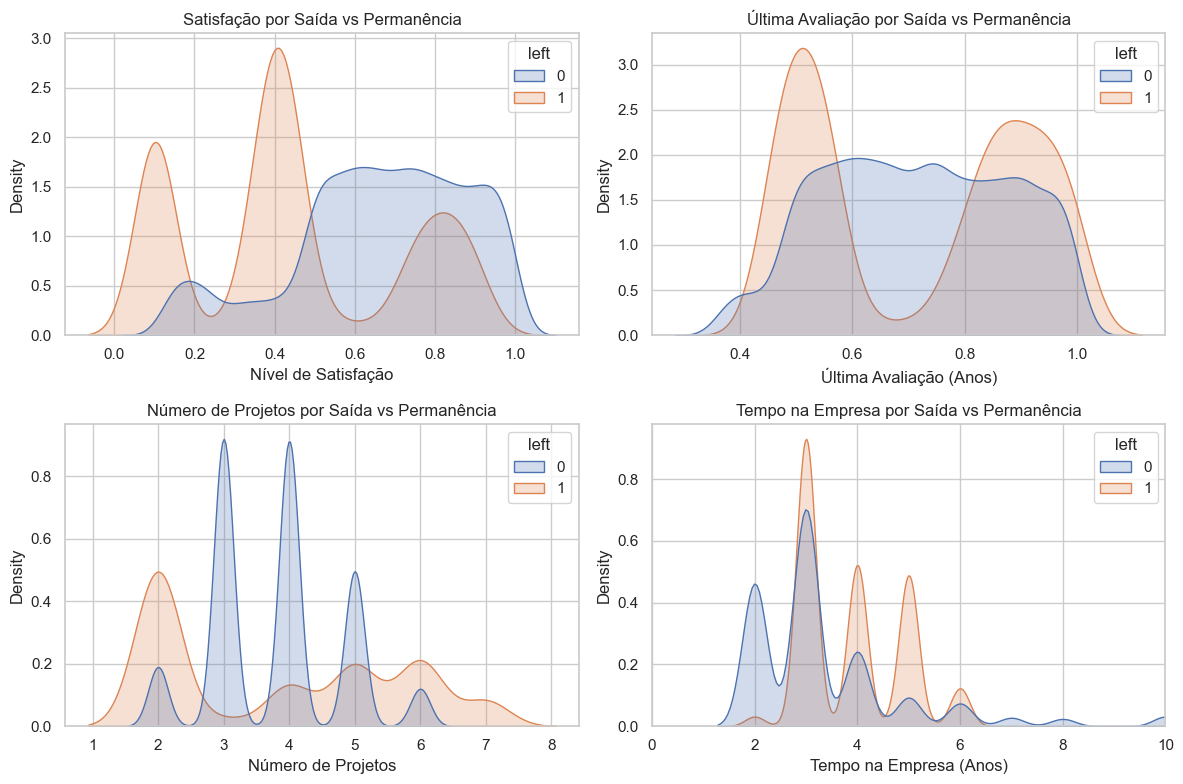 Satisfação por Saída vs Permanência
3.0
2.5
2.0
1.5
1.0
0.5
0.0
Density
0.0 0.2 0.4 0.6 0.8 1.0
Nível de Satisfação
left
0
1
Última Avaliação por Saída vs Permanência
3.0
2.5
2.0
1.5
1.0
0.5
0.0
Density
0.4 0.6 0.8 1.0
Última Avaliação (Anos)
left
0
1
Número de Projetos por Saída vs Permanência
0.8
0.6
0.4
0.2
0.0
Density
1 2 3 4 5 6 7 8
Número de Projetos
left
0
1
Tempo na Empresa por Saída vs Permanência
0.8
0.6
0.4
0.2
0.0
Density
0 2 4 6 8 10
Tempo na Empresa (Anos)
left
0
1